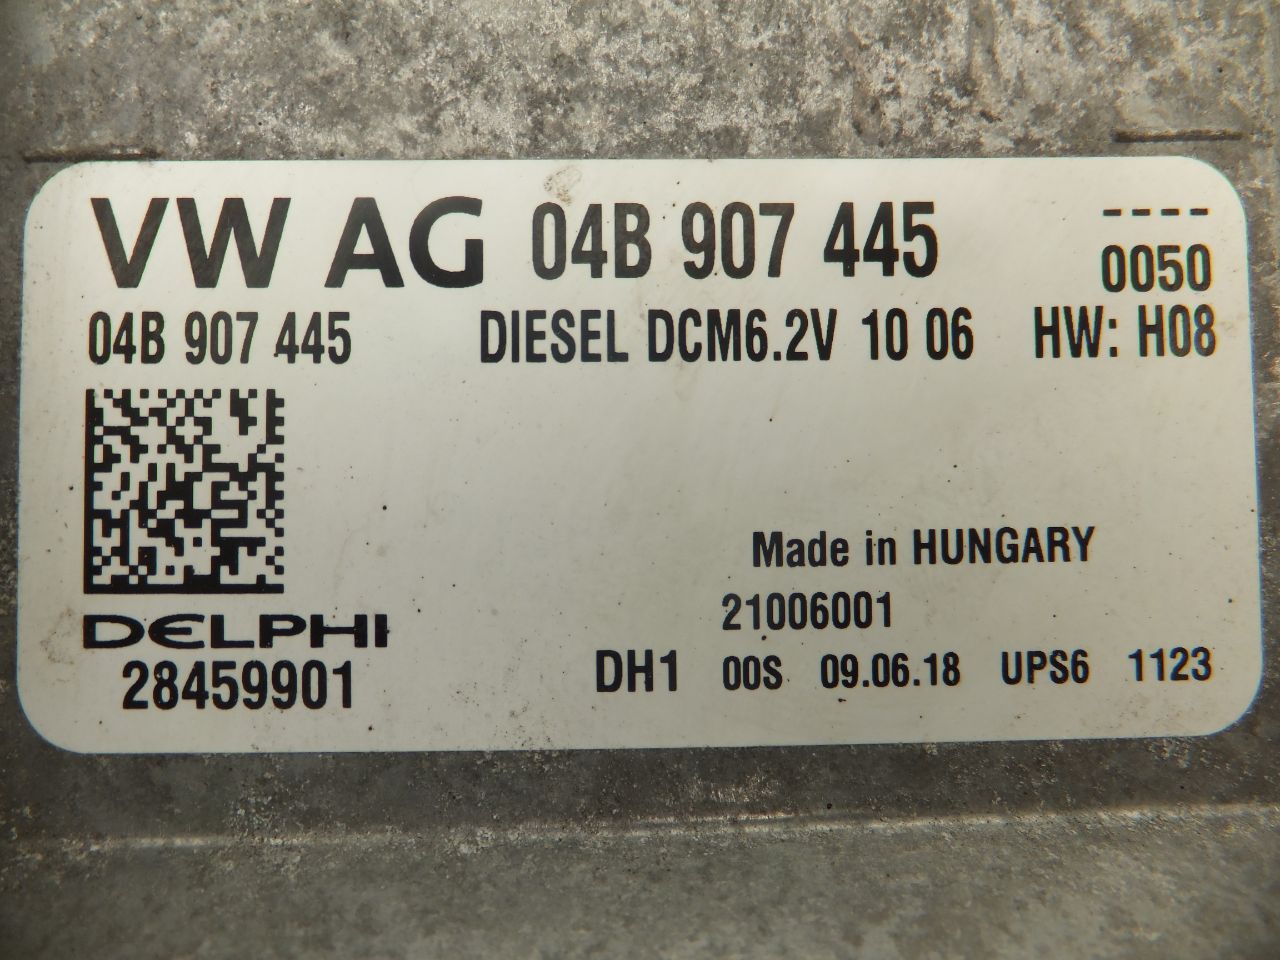 VW AG 04B 907 445 ----
0050
04B 907 445 DIESEL DCM6.2V 10 06 HW: H08
Made in HUNGARY
21006001
DELPHI
28459901 DH1 00S 09.06.18 UPS6 1123